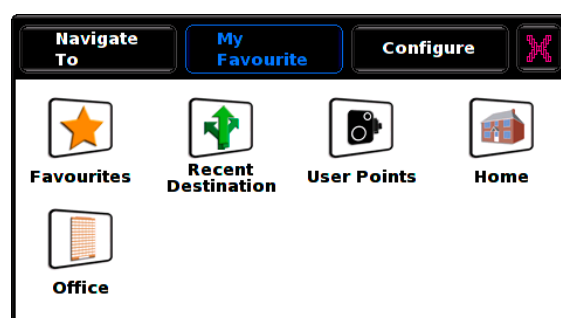 Navigate
To
My
Favourite
Configure
Favourites
Recent
Destination
User Points
Home
Office